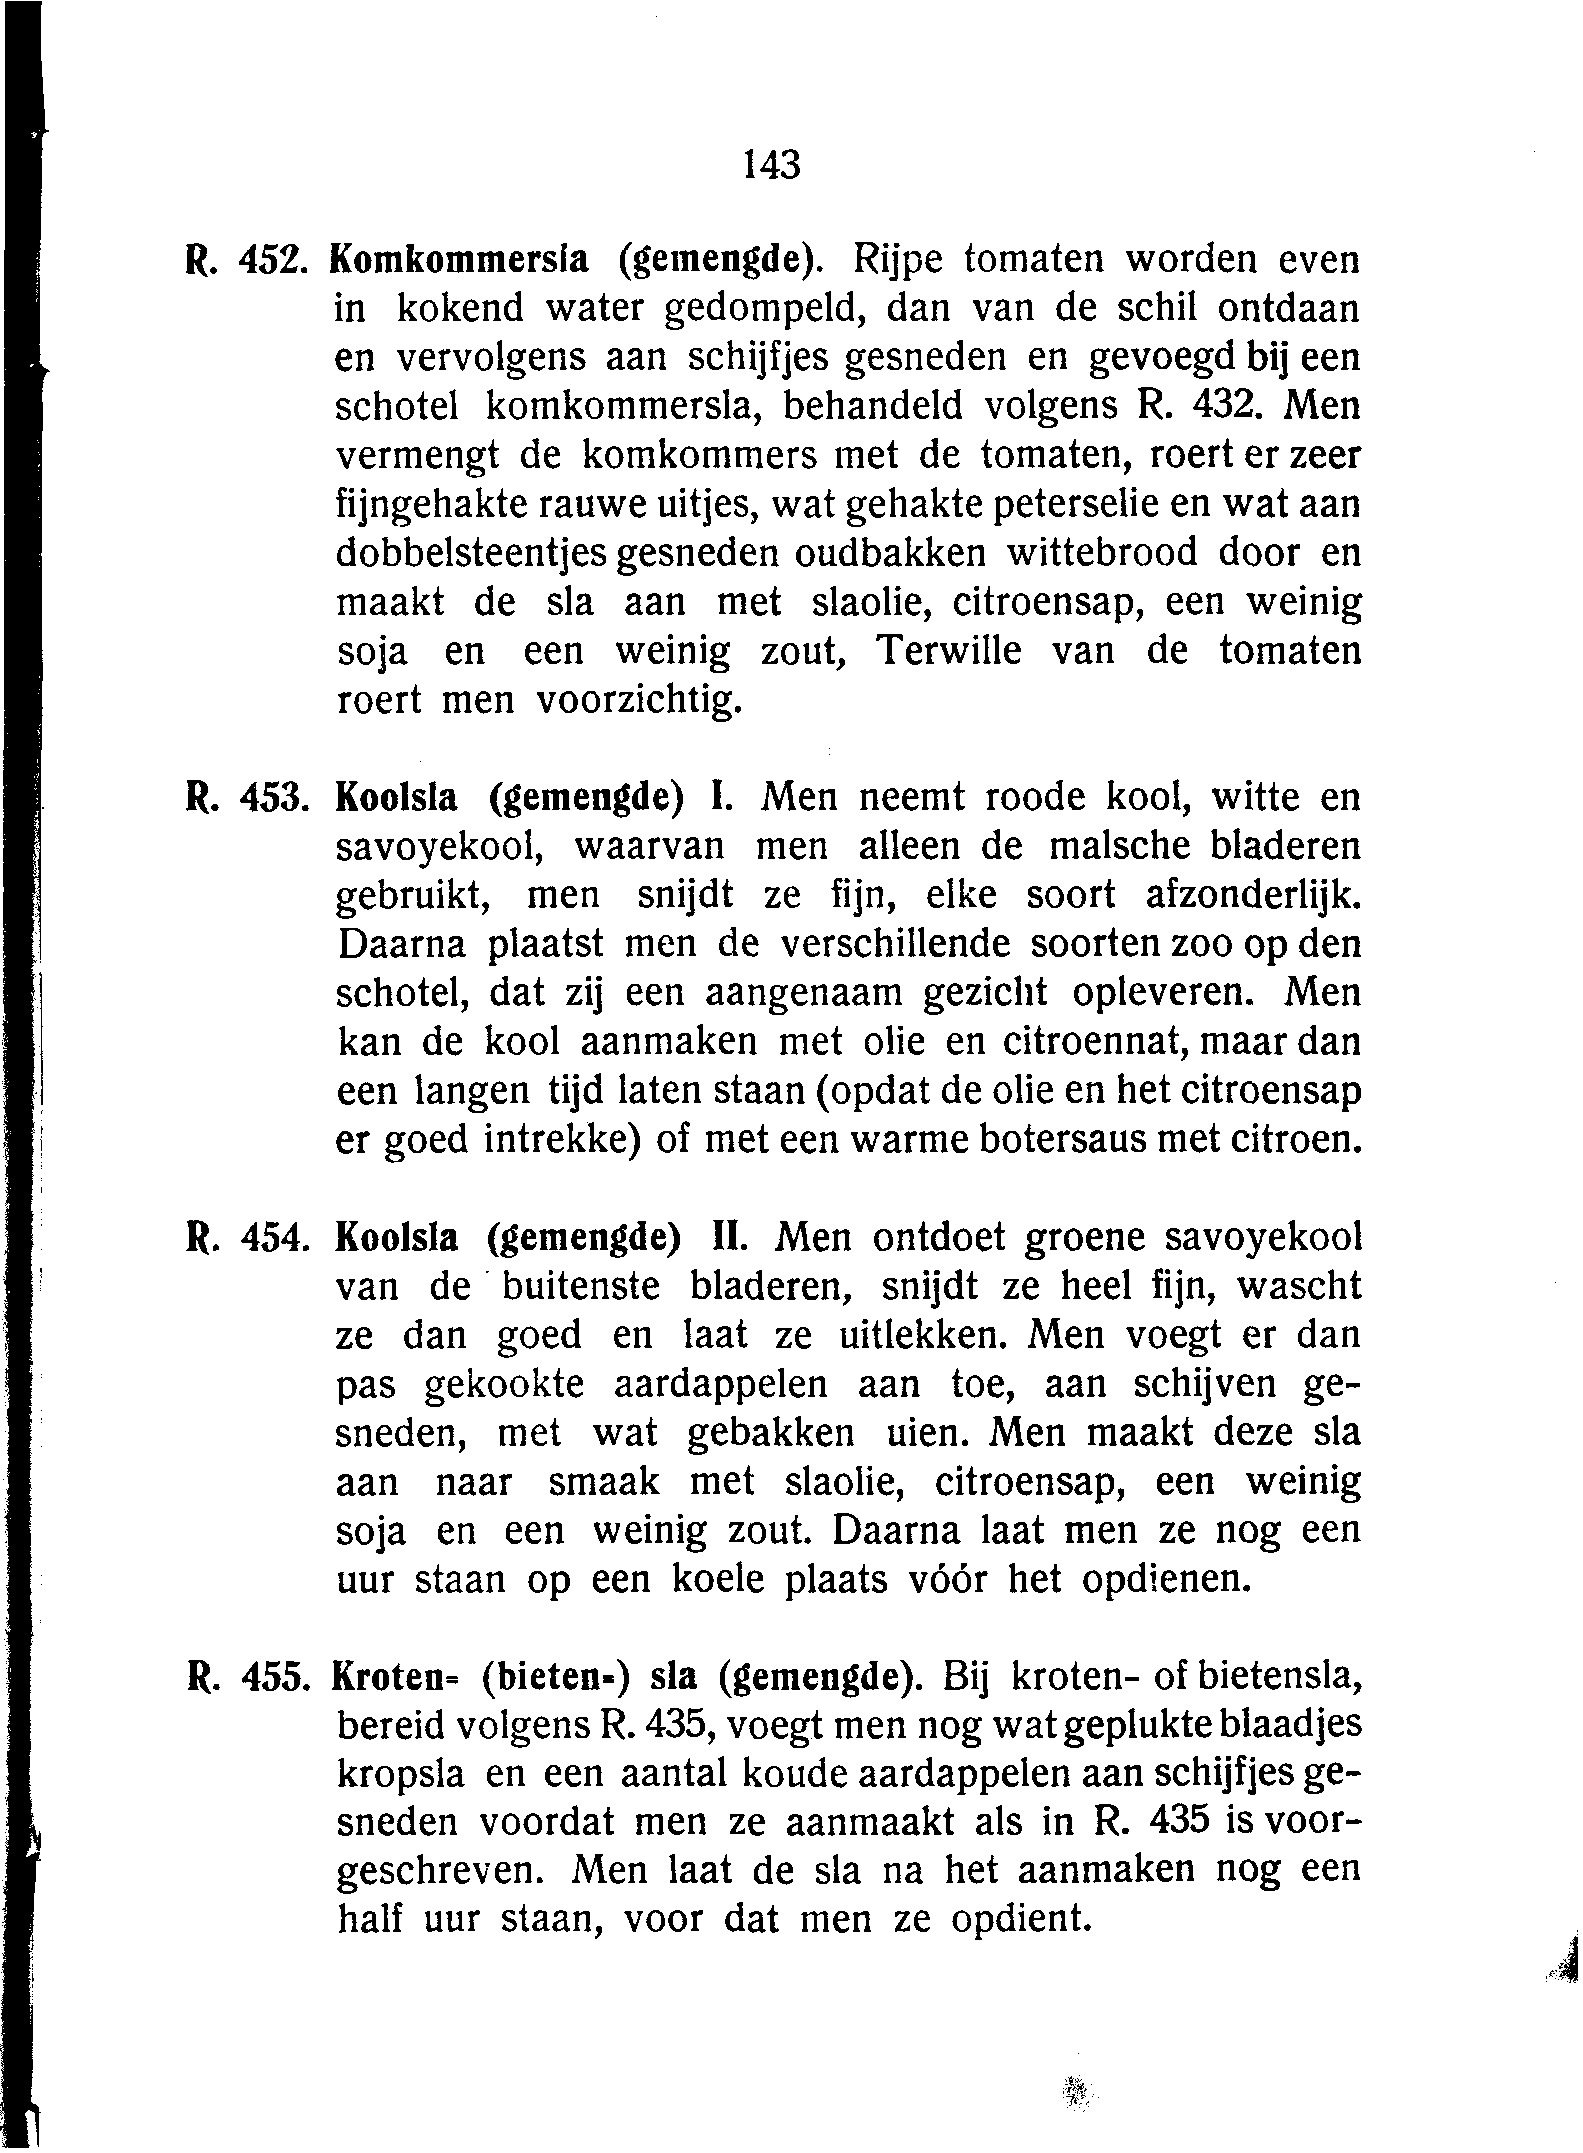 143
R. 452. Komkommersla (gemengde). Rijpe tomaten worden even
in kokend water gedompeld, dan van de schil ontdaan
en vervolgens aan schijfjes gesneden en gevoegd bij een
schotel komkommersla, behandeld volgens R. 432. Men
vermengt de komkommers met de tomaten, roert er zeer
fijngehakte rauwe uitjes, wat gehakte peterselie en wat aan
dobbelsteentjes gesneden oudbakken wittebrood door en
maakt de sla aan met slaolie, citroensap, een weinig
soja en een weinig zout, Terwille van de tomaten
roert men voorzichtig.
R. 453. Koolsla (gemengde) I. Men neemt roode kool, witte en
savoyekool, waarvan men alleen de malsche bladeren
gebruikt, men snijdt ze fijn, elke soort afzonderlijk.
Daarna plaatst men de verschillende soorten zoo op den
schotel, dat zij een aangenaam gezicht opleveren. Men
kan de kool aanmaken met olie en citroennat, maar dan
een langen tijd laten staan (opdat de olie en het citroensap
er goed intrekke) of met een warme botersaus met citroen.
R. 454. Koolsla (gemengde) II. Men ontdoet groene savoyekool
van de buitenste bladeren, snijdt ze heel fijn, wascht
ze dan goed en laat ze uitlekken. Men voegt er dan
pas gekookte aardappelen aan toe, aan schijven ge-
sneden, met wat gebakken uien. Men maakt deze sla
aan naar smaak met slaolie, citroensap, een weinig
soja en een weinig zout. Daarna laat men ze nog een
uur staan op een koele plaats vóór het opdienen.
R. 455. Kroten= (bieten-) sla (gemengde). Bij kroten- of bietensla,
bereid volgens R. 435, voegt men nog wat geplukte blaadjes
kropsla en een aantal koude aardappelen aan schijfjes ge-
sneden voordat men ze aanmaakt als in R. 435 is voor-
geschreven. Men laat de sla na het aanmaken nog een
half uur staan, voor dat men ze opdient.